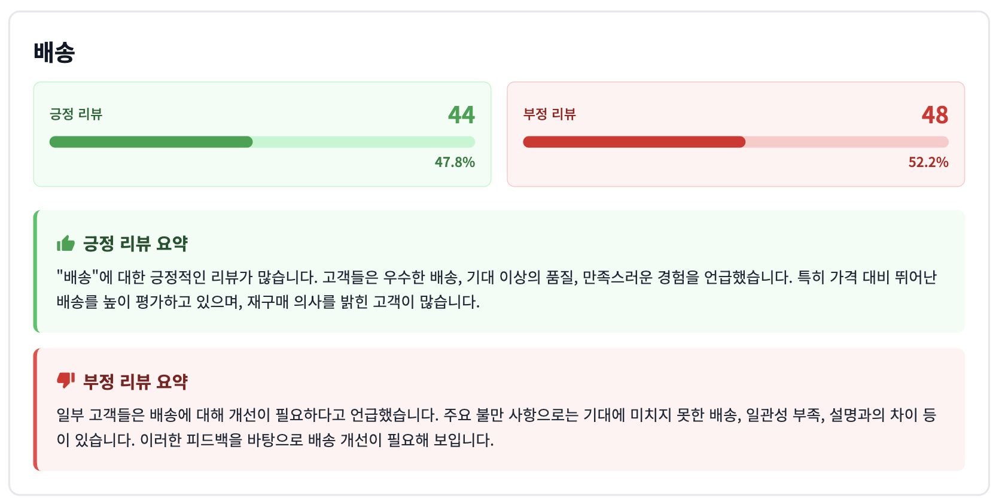 배송
긍정 리뷰
44
47.8%
부정 리뷰
48
52.2%
긍정 리뷰 요약
"배송"에 대한 긍정적인 리뷰가 많습니다. 고객들은 우수한 배송, 기대 이상의 품질, 만족스러운 경험을 언급했습니다. 특히 가격 대비 뛰어난
배송를 높이 평가하고 있으며, 재구매 의사를 밝힌 고객이 많습니다.
부정 리뷰 요약
일부 고객들은 배송에 대해 개선이 필요하다고 언급했습니다. 주요 불만 사항으로는 기대에 미치지 못한 배송, 일관성 부족, 설명과의 차이 등
이 있습니다. 이러한 피드백을 바탕으로 배송 개선이 필요해 보입니다.